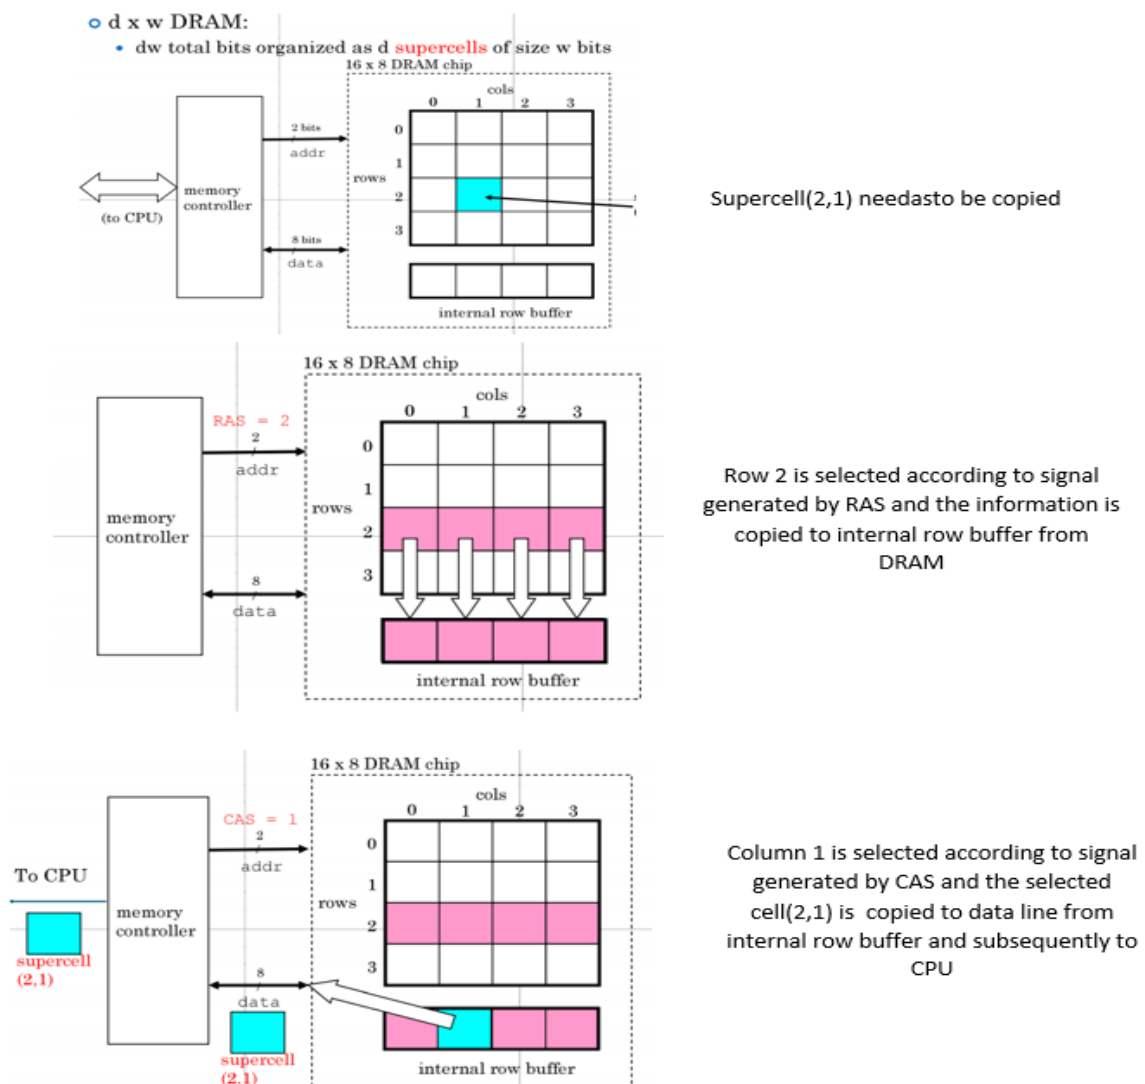 d x w DRAM:
• dw total bits organized as d supercells of size w bits
16 x 8 DRAM chip
cols
0 1 2 3
0
1
2
3
rows
2 bits
addr
memory
controller
(to CPU)
8 bits
data
internal row buffer
Supercell(2,1) needasto be copied
16 x 8 DRAM chip
cols
0 1 2 3
RAS = 2
2
addr
0
1
2
3
rows
memory
controller
8
data
internal row buffer
Row 2 is selected according to signal
generated by RAS and the information is
copied to internal row buffer from
DRAM
16 x 8 DRAM chip
cols
0 1 2 3
CAS = 1
2
addr
0
1
2
3
rows
To CPU
memory
controller
supercell
(2,1)
8
data
supercell
(2,1)
internal row buffer
Column 1 is selected according to signal
generated by CAS and the selected
cell(2,1) is copied to data line from
internal row buffer and subsequently to
CPU